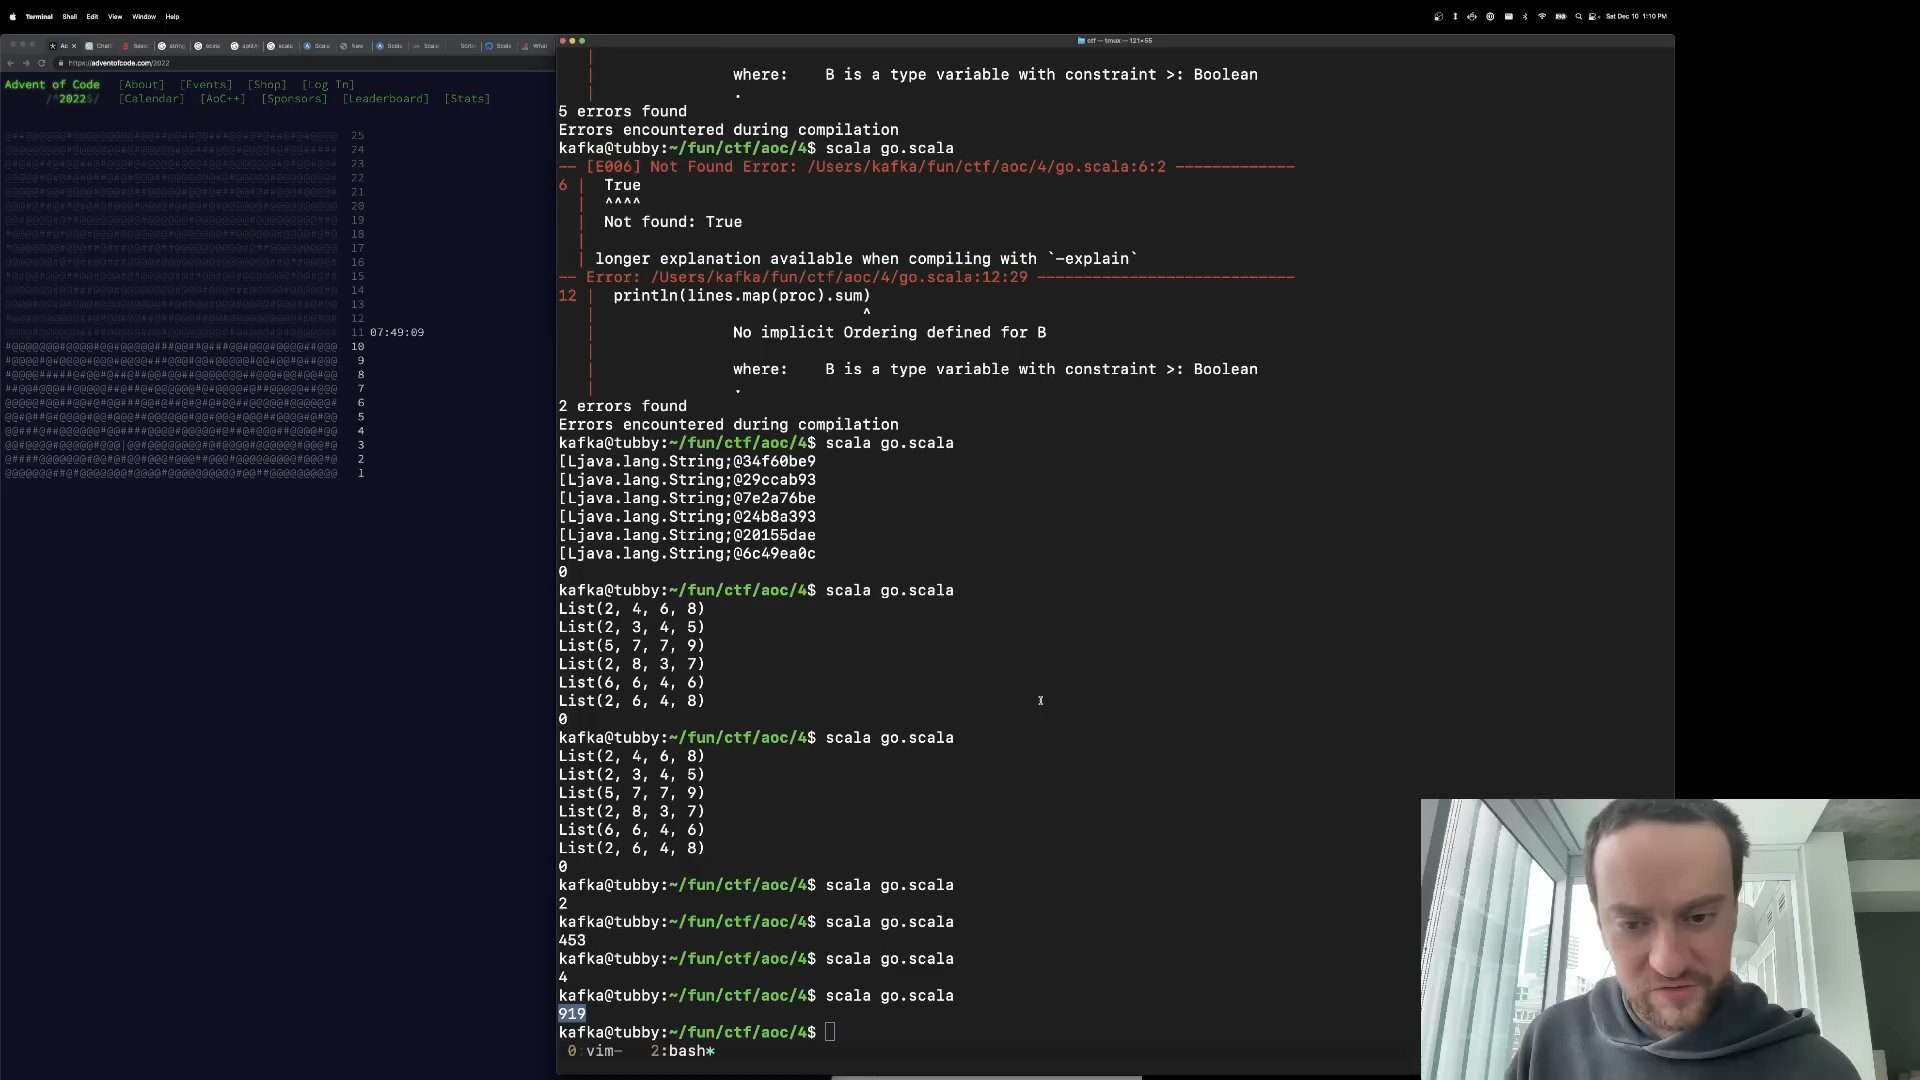 Terminal Shell Edit View Window Help
Sat Dec 10 1:10 PM
ctf — tmux — 121×55
https://adventofcode.com/2022
Advent of Code [About] [Events] [Shop] [Log In]
/^2022$/ [Calendar] [AoC++] [Sponsors] [Leaderboard] [Stats]
25
24
23
22
21
20
19
18
17
16
15
14
13
12
11 07:49:09
10
9
8
7
6
5
4
3
2
1
where:    B is a type variable with constraint >: Boolean
.
5 errors found
Errors encountered during compilation
kafka@tubby:~/fun/ctf/aoc/4$ scala go.scala
-- [E006] Not Found Error: /Users/kafka/fun/ctf/aoc/4/go.scala:6:2 -------------
6 |  True
  |  ^^^^
  |  Not found: True
  |
  | longer explanation available when compiling with `-explain`
-- Error: /Users/kafka/fun/ctf/aoc/4/go.scala:12:29 ----------------------------
12 |  println(lines.map(proc).sum)
   |                             ^
   |              No implicit Ordering defined for B
   |
   |              where:    B is a type variable with constraint >: Boolean
   |              .
2 errors found
Errors encountered during compilation
kafka@tubby:~/fun/ctf/aoc/4$ scala go.scala
[Ljava.lang.String;@34f60be9
[Ljava.lang.String;@29ccab93
[Ljava.lang.String;@7e2a76be
[Ljava.lang.String;@24b8a393
[Ljava.lang.String;@20155dae
[Ljava.lang.String;@6c49ea0c
0
kafka@tubby:~/fun/ctf/aoc/4$ scala go.scala
List(2, 4, 6, 8)
List(2, 3, 4, 5)
List(5, 7, 7, 9)
List(2, 8, 3, 7)
List(6, 6, 4, 6)
List(2, 6, 4, 8)
0
kafka@tubby:~/fun/ctf/aoc/4$ scala go.scala
List(2, 4, 6, 8)
List(2, 3, 4, 5)
List(5, 7, 7, 9)
List(2, 8, 3, 7)
List(6, 6, 4, 6)
List(2, 6, 4, 8)
0
kafka@tubby:~/fun/ctf/aoc/4$ scala go.scala
2
kafka@tubby:~/fun/ctf/aoc/4$ scala go.scala
453
kafka@tubby:~/fun/ctf/aoc/4$ scala go.scala
4
kafka@tubby:~/fun/ctf/aoc/4$ scala go.scala
919
kafka@tubby:~/fun/ctf/aoc/4$
0:vim-   2:bash*